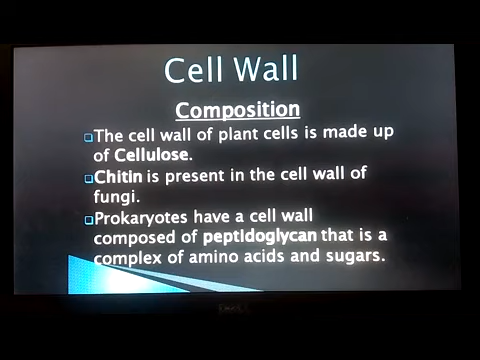 Cell Wall
Composition
❑The cell wall of plant cells is made up
of Cellulose.
❑Chitin is present in the cell wall of
fungi.
❑Prokaryotes have a cell wall
composed of peptidoglycan that is a
complex of amino acids and sugars.